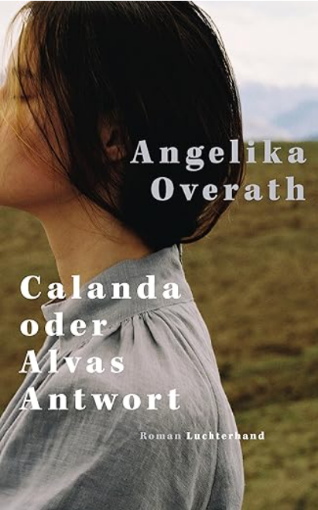 Angelika
Overath
Calanda
oder
Alvas
Antwort
Roman Luchterhand